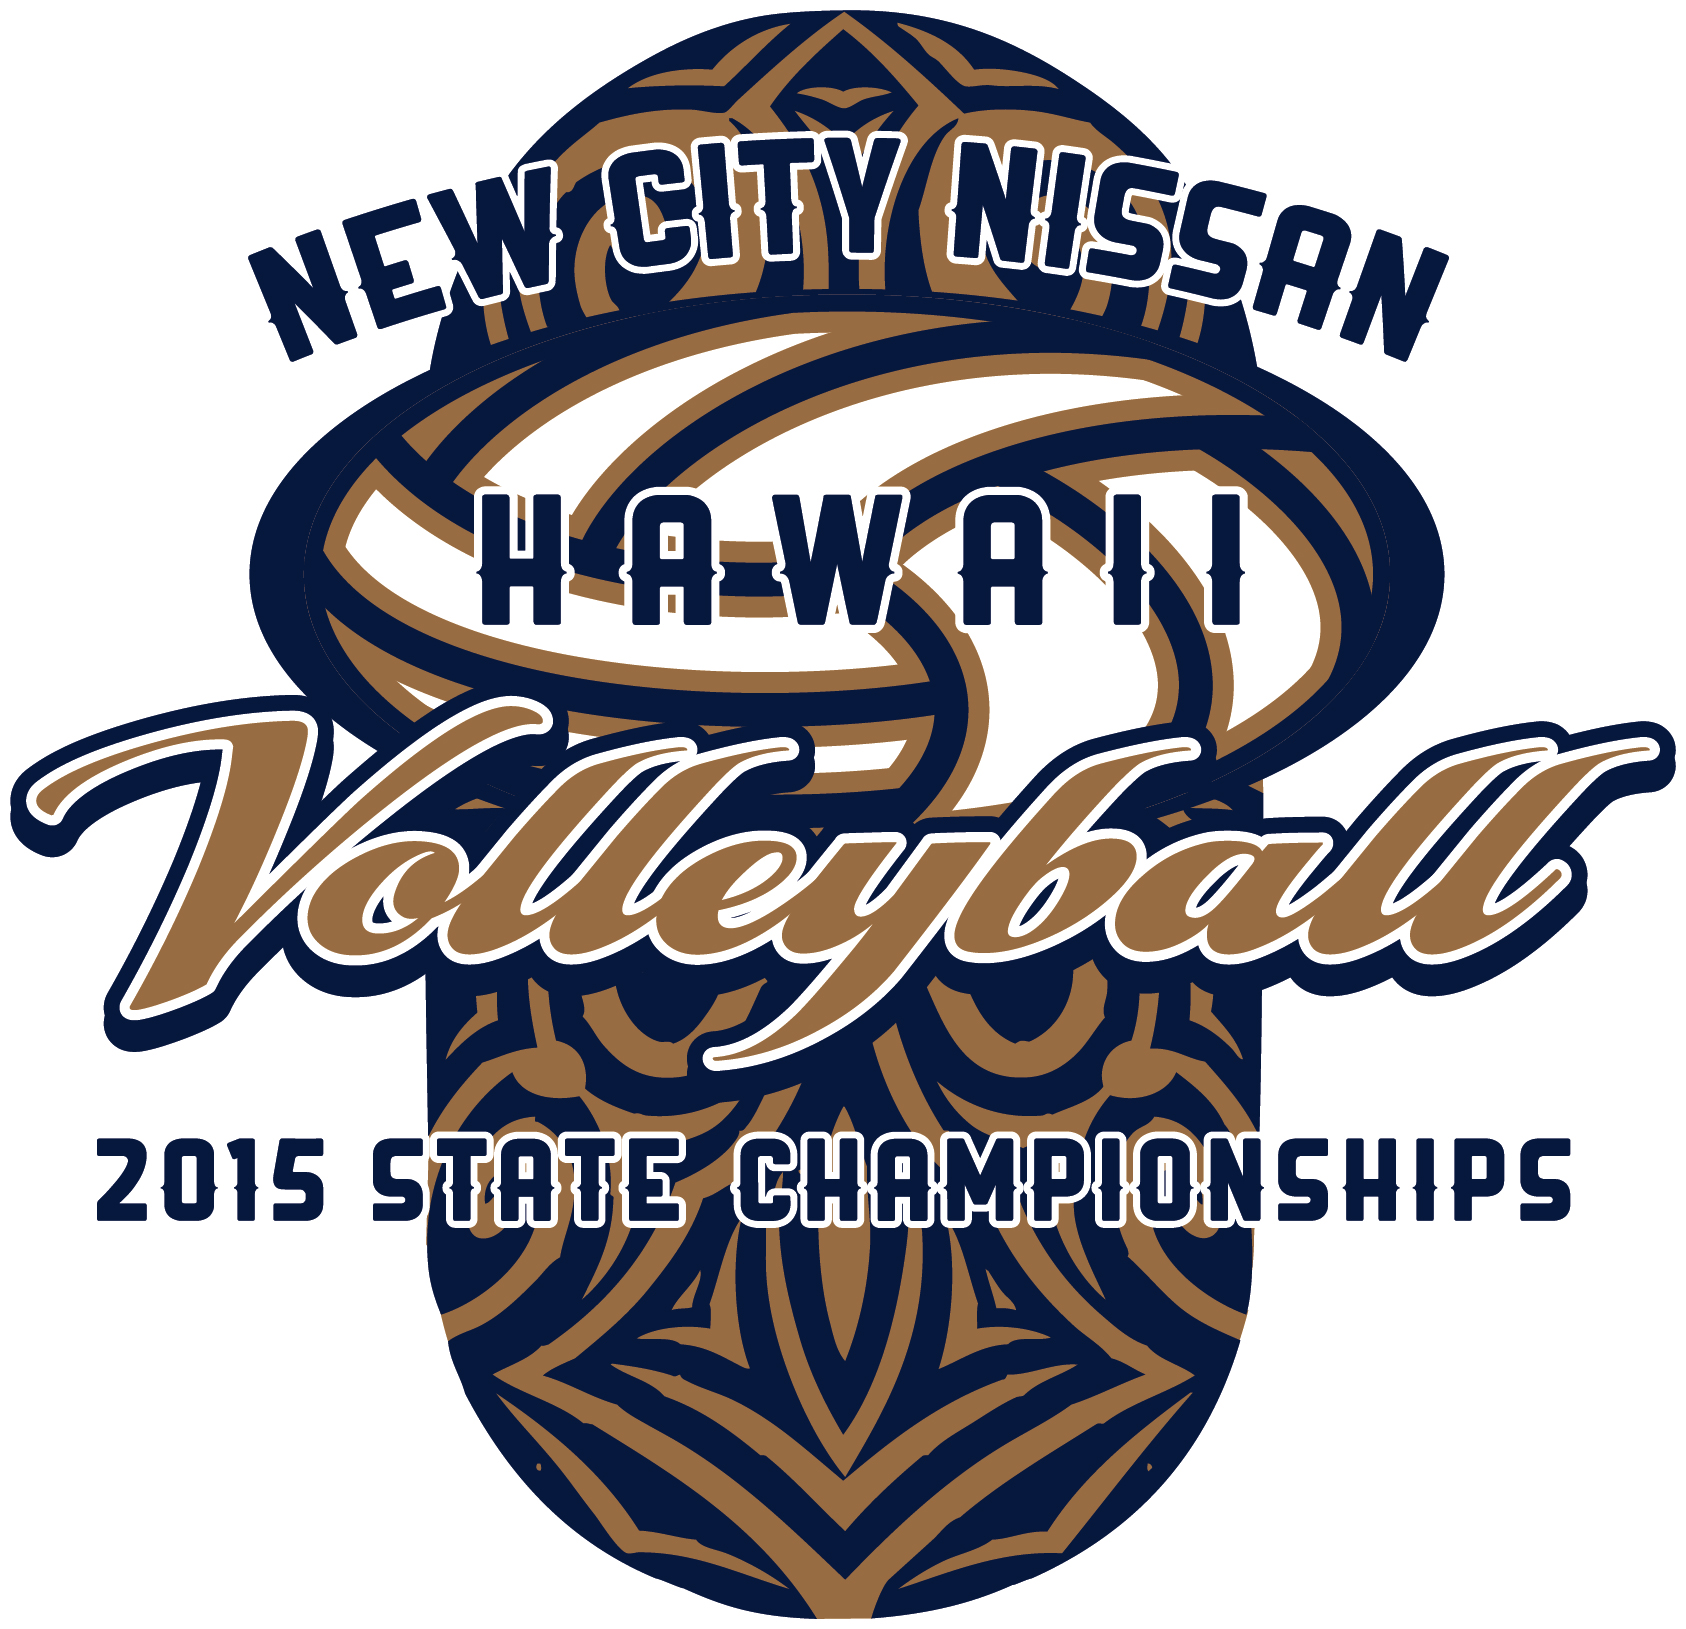 NEW CITY NISSAN
HAWAII
Volleyball
2015 STATE CHAMPIONSHIPS